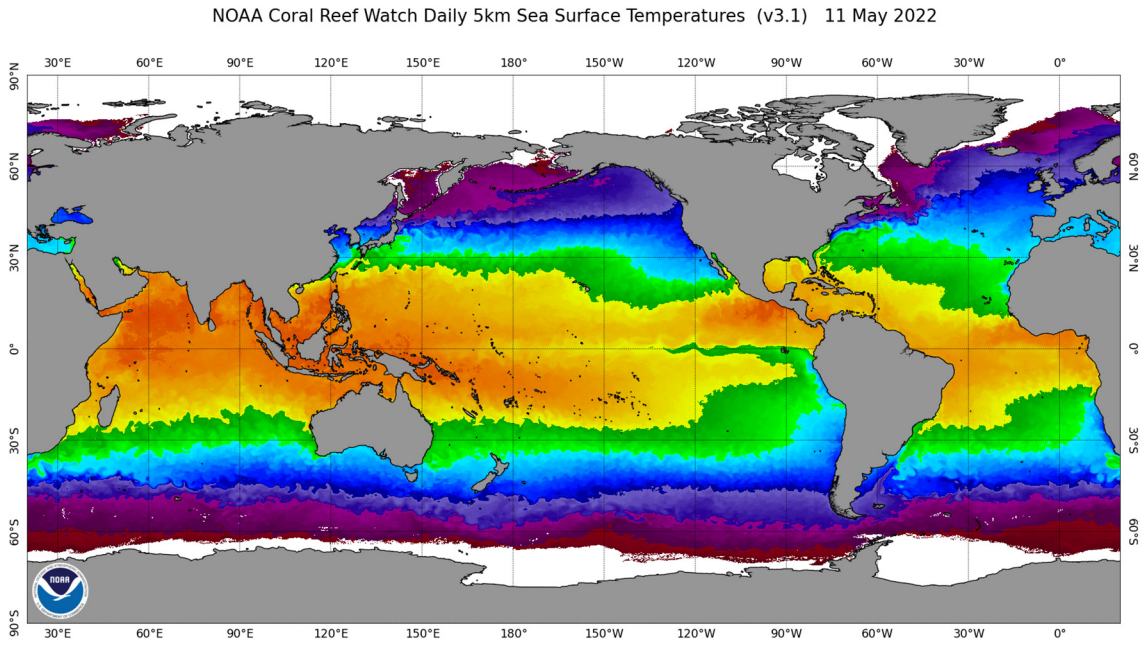 NOAA Coral Reef Watch Daily 5km Sea Surface Temperatures (v3.1) 11 May 2022
30°E 60°E 90°E 120°E 150°E 180° 150°W 120°W 90°W 60°W 30°W 0°
90°N
60°N 60°N
30°N 30°N
0° 0°
30°S 30°S
60°S 60°S
NOAA
90°S
30°E 60°E 90°E 120°E 150°E 180° 150°W 120°W 90°W 60°W 30°W 0°